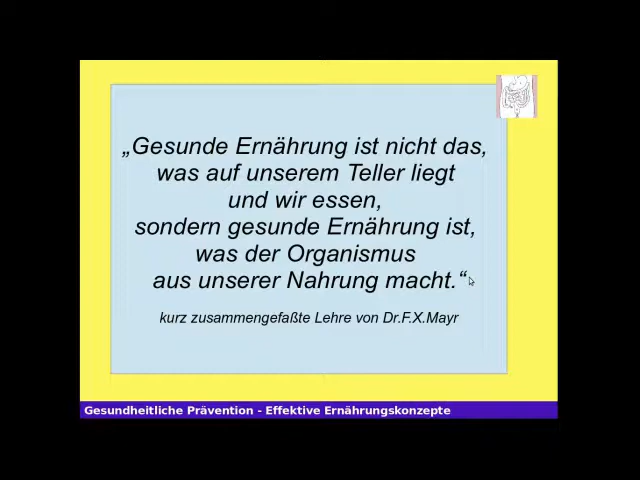 „Gesunde Ernährung ist nicht das,
was auf unserem Teller liegt
und wir essen,
sondern gesunde Ernährung ist,
was der Organismus
aus unserer Nahrung macht.“
kurz zusammengefaßte Lehre von Dr.F.X.Mayr
Gesundheitliche Prävention - Effektive Ernährungskonzepte